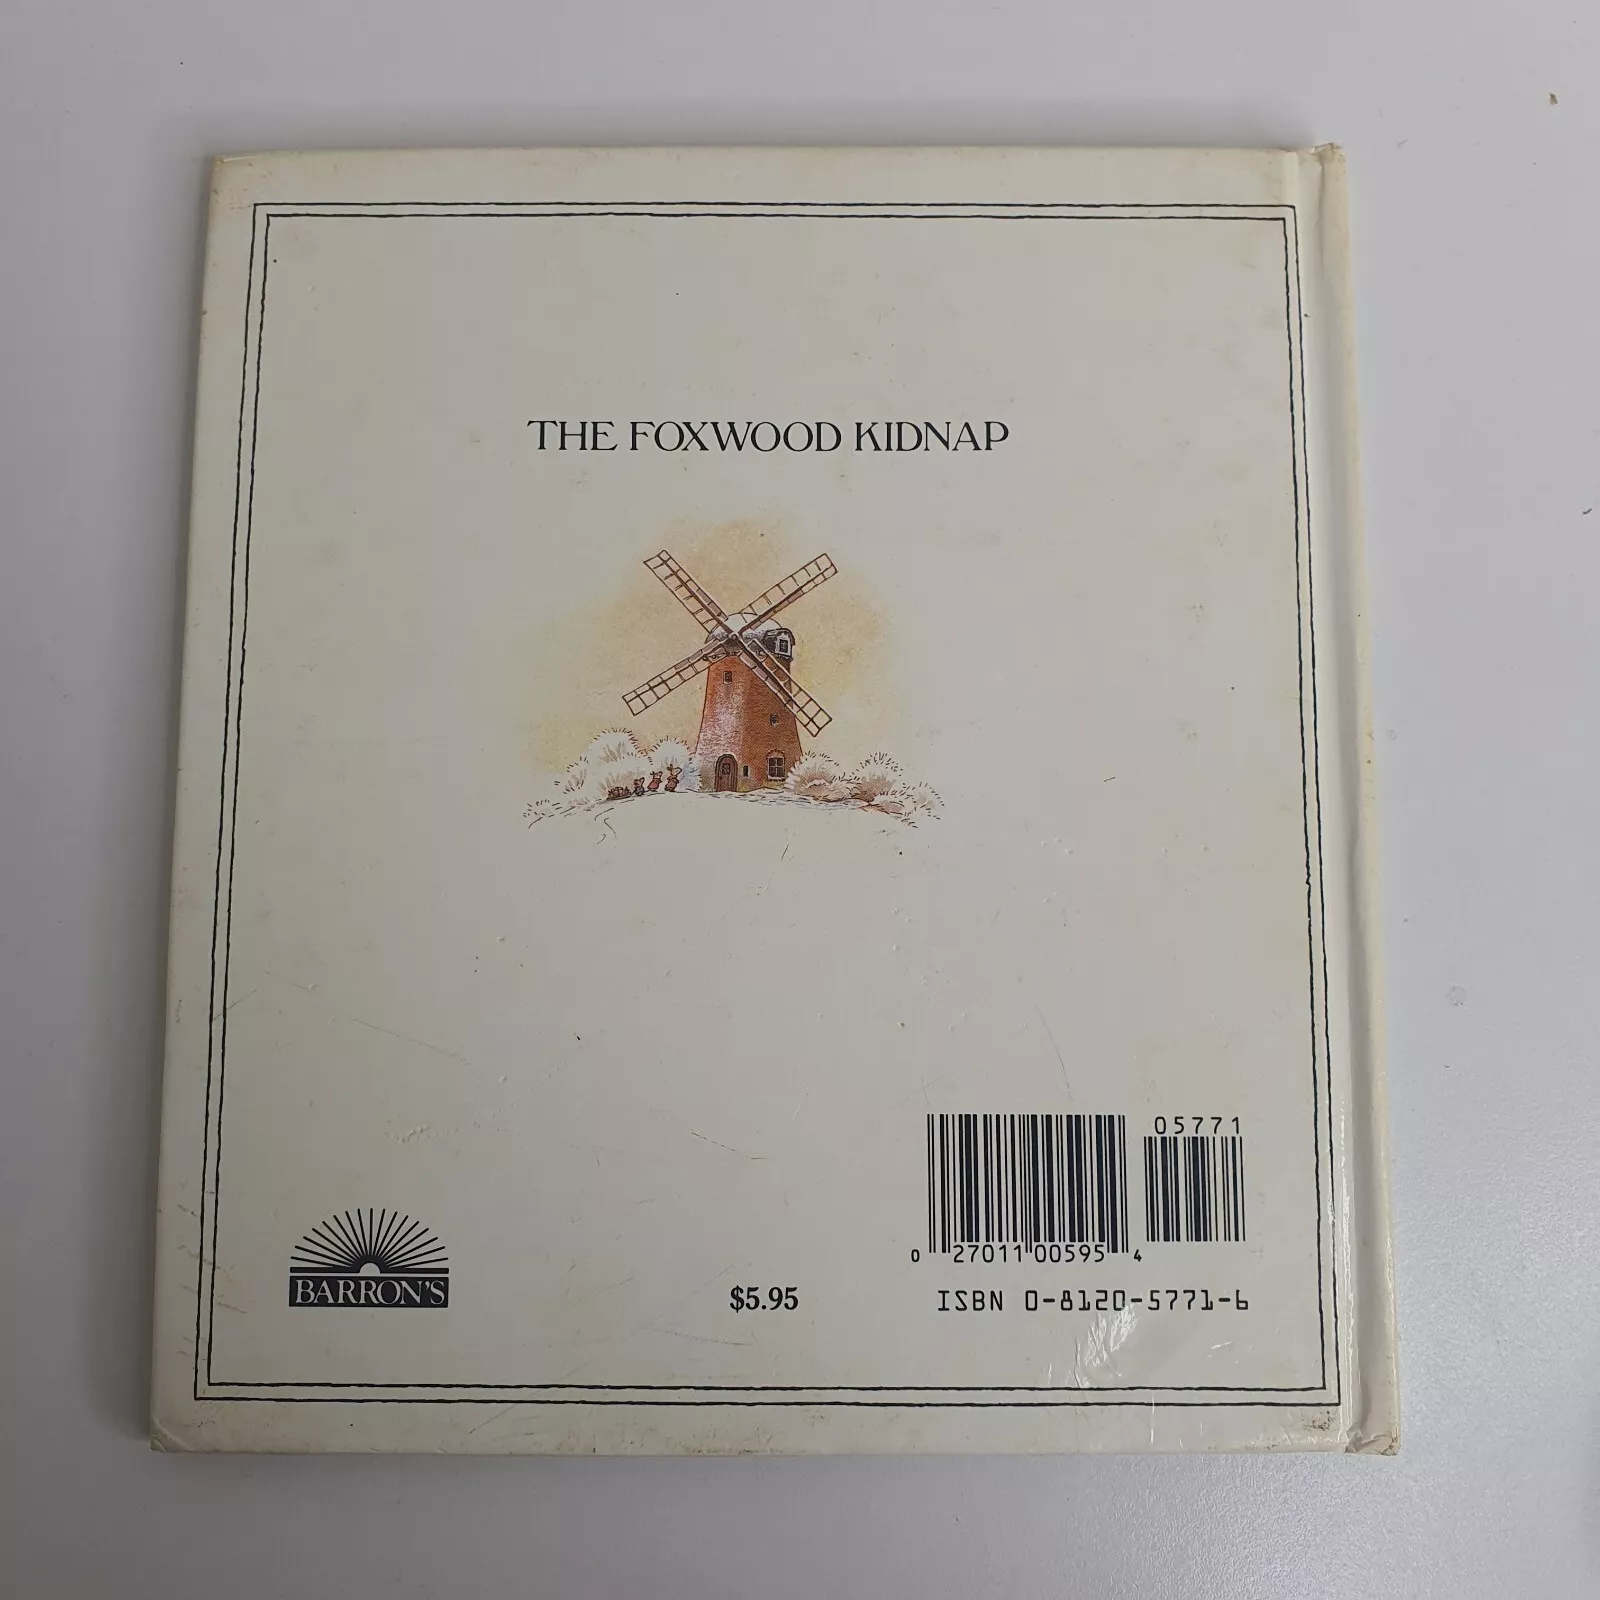 THE FOXWOOD KIDNAP
05771
0 27011 00595 4
BARRON'S
$5.95
ISBN 0-8120-5771-6